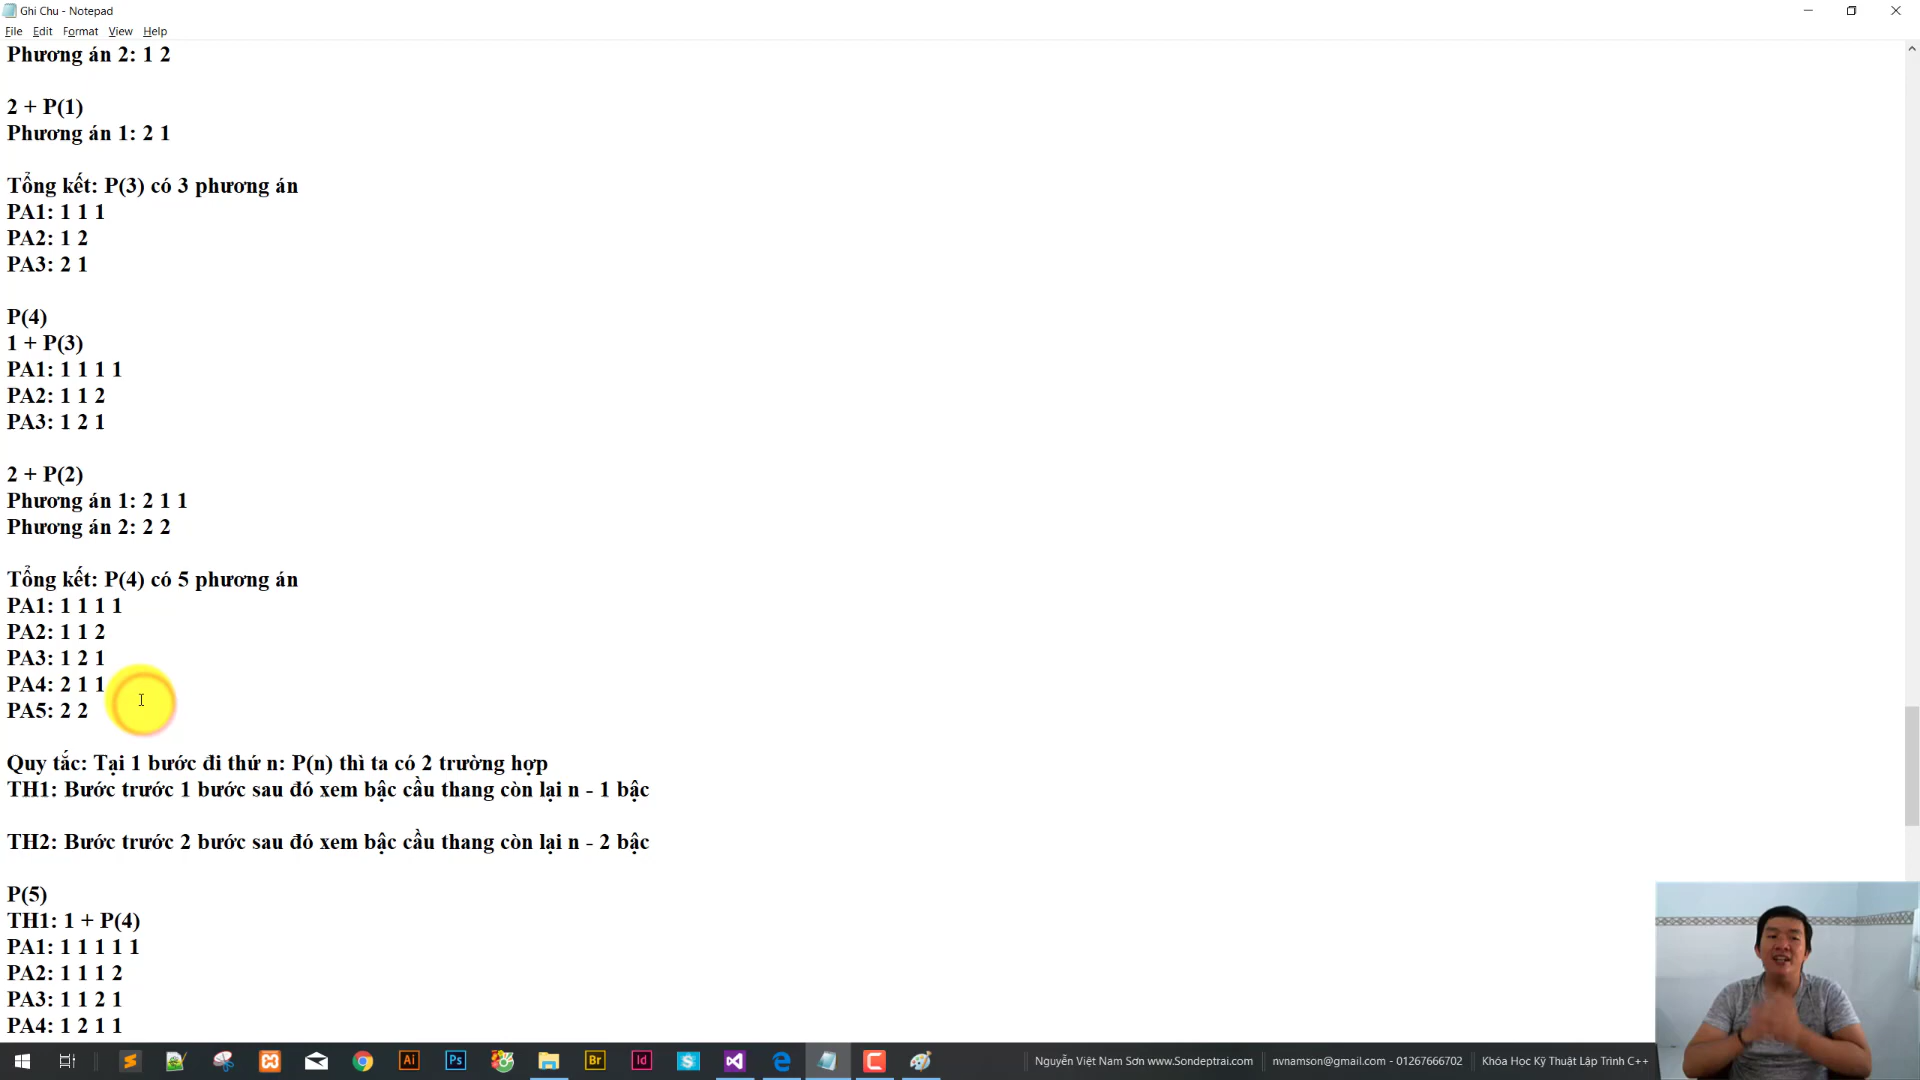 Ghi Chu - Notepad
File Edit Format View Help
Phương án 2: 1 2
2 + P(1)
Phương án 1: 2 1
Tổng kết: P(3) có 3 phương án
PA1: 1 1 1
PA2: 1 2
PA3: 2 1
P(4)
1 + P(3)
PA1: 1 1 1 1
PA2: 1 1 2
PA3: 1 2 1
2 + P(2)
Phương án 1: 2 1 1
Phương án 2: 2 2
Tổng kết: P(4) có 5 phương án
PA1: 1 1 1 1
PA2: 1 1 2
PA3: 1 2 1
PA4: 2 1 1
PA5: 2 2
Quy tắc: Tại 1 bước đi thứ n: P(n) thì ta có 2 trường hợp
TH1: Bước trước 1 bước sau đó xem bậc cầu thang còn lại n - 1 bậc
TH2: Bước trước 2 bước sau đó xem bậc cầu thang còn lại n - 2 bậc
P(5)
TH1: 1 + P(4)
PA1: 1 1 1 1 1
PA2: 1 1 1 2
PA3: 1 1 2 1
PA4: 1 2 1 1
Ai Ps Br Id
Nguyễn Việt Nam Sơn www.Sondeptrai.com nvnamson@gmail.com - 01267666702 Khóa Học Kỹ Thuật Lập Trình C++